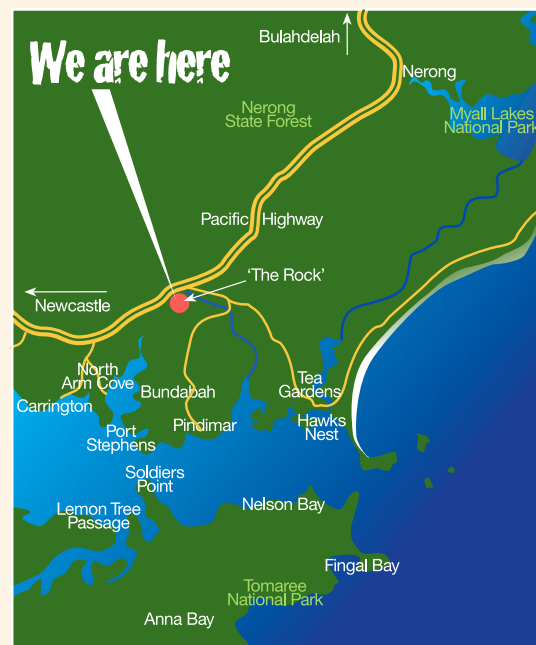 Bulahdelah
We are here
Nerong
Nerong
State Forest
Myall Lakes
National Park
Pacific Highway
'The Rock'
Newcastle
North
Arm Cove
Carrington
Bundabah
Tea
Gardens
Pindimar
Hawks
Nest
Port
Stephens
Soldiers
Point
Lemon Tree
Passage
Nelson Bay
Fingal Bay
Tomaree
National Park
Anna Bay